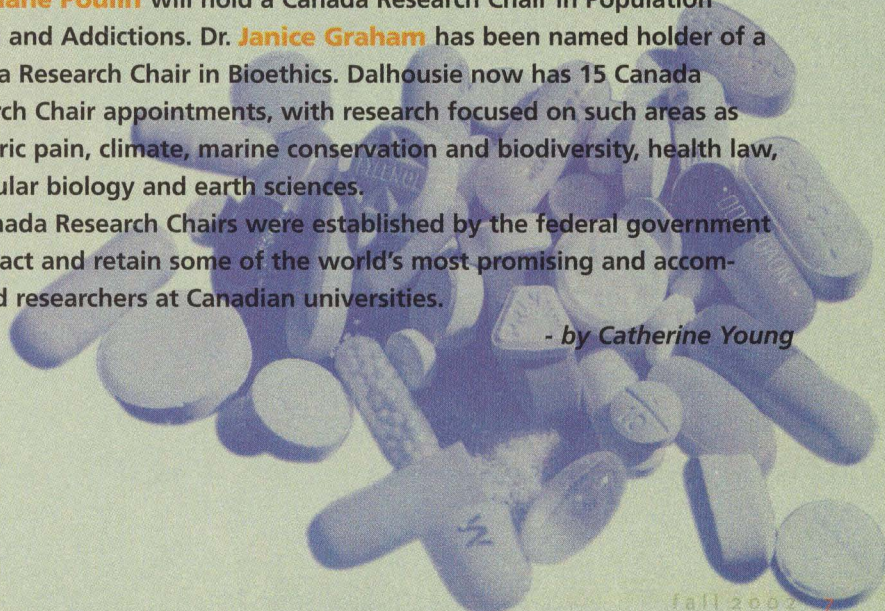 will hold a Canada Research Chair in Population
and Addictions. Dr. Janice Graham has been named holder of a
a Research Chair in Bioethics. Dalhousie now has 15 Canada
rch Chair appointments, with research focused on such areas as
ric pain, climate, marine conservation and biodiversity, health law,
ular biology and earth sciences.
nada Research Chairs were established by the federal government
act and retain some of the world's most promising and accom-
d researchers at Canadian universities.
- by Catherine Young
TYLENOL
fall 2002